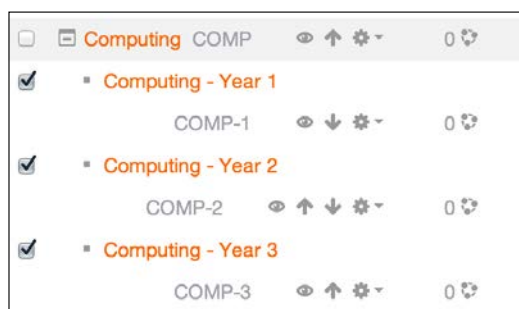 Computing COMP 0
Computing - Year 1
COMP-1 0
Computing - Year 2
COMP-2 0
Computing - Year 3
COMP-3 0